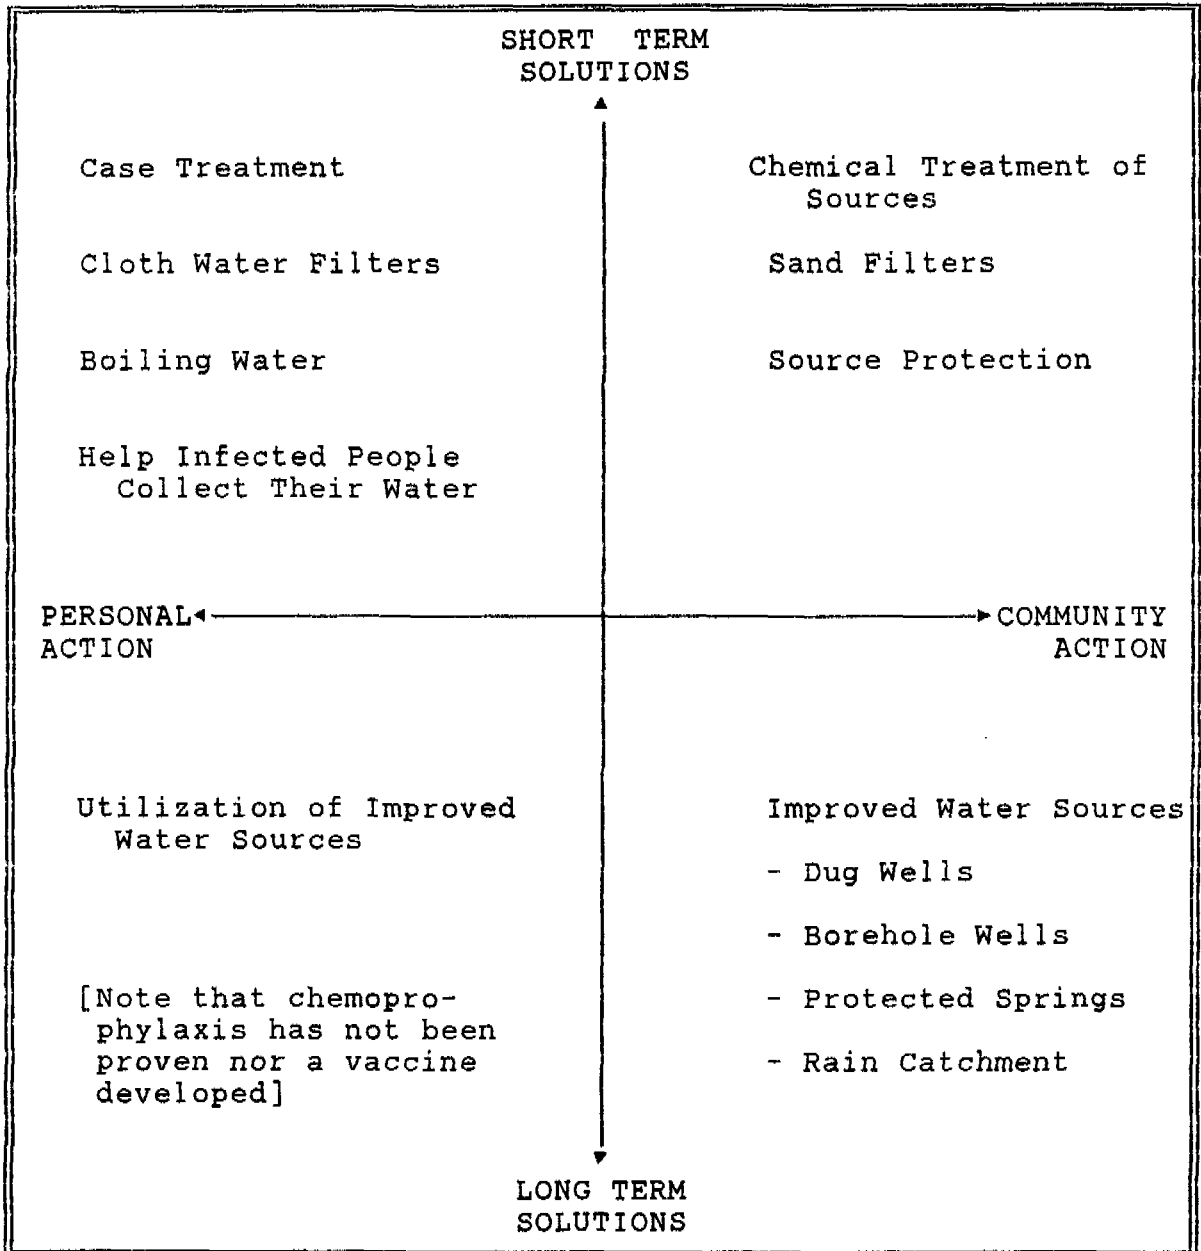 SHORT TERM
SOLUTIONS
Case Treatment
Cloth Water Filters
Boiling Water
Help Infected People
Collect Their Water
Chemical Treatment of
Sources
Sand Filters
Source Protection
PERSONAL
ACTION
COMMUNITY
ACTION
Utilization of Improved
Water Sources
[Note that chemopro-
phylaxis has not been
proven nor a vaccine
developed]
Improved Water Sources
- Dug Wells
- Borehole Wells
- Protected Springs
- Rain Catchment
LONG TERM
SOLUTIONS